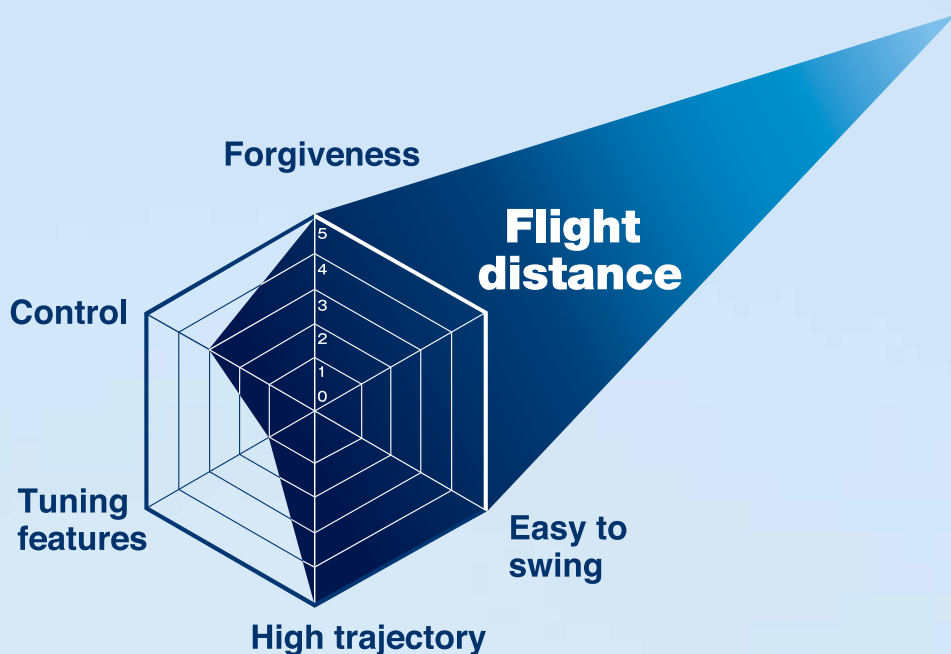 Forgiveness
Flight
distance
5
4
3
2
1
0
Control
Tuning
features
Easy to
swing
High trajectory